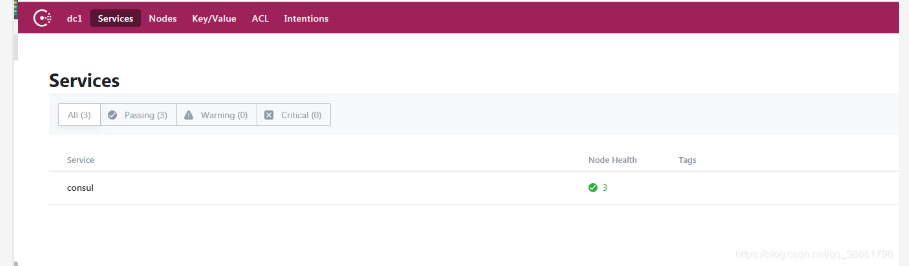 dc1 Services Nodes Key/Value ACL Intentions
Services
All (3) Passing (3) Warning (0) Critical (0)
Service Node Health Tags
consul 3
https://blog.csdn.net/qq_38651796